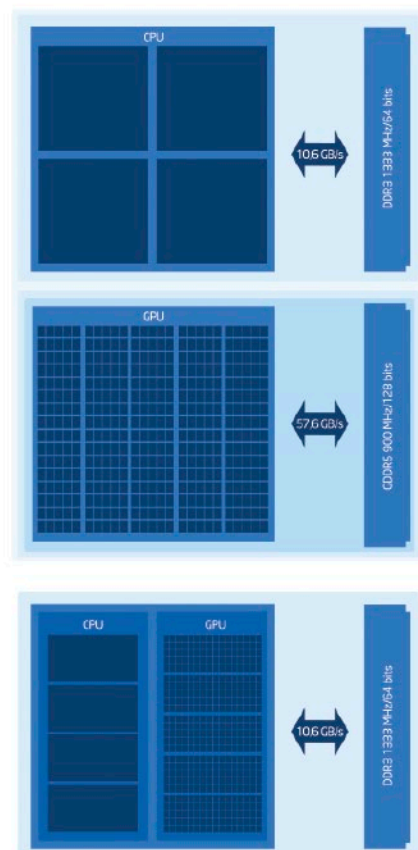 CPU
10,6 GB/s
DDR3 1333 MHz/64 bits
GPU
57,6 GB/s
GDDR5 900 MHz/128 bits
CPU
GPU
10,6 GB/s
DDR3 1333 MHz/64 bits